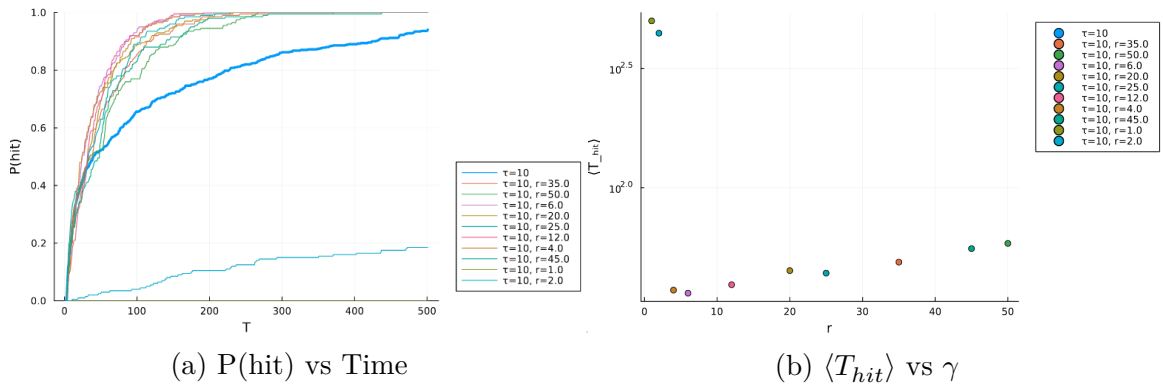 P(hit)
1.0
0.8
0.6
0.4
0.2
0.0
0
100
200
300
400
500
T
τ=10
τ=10, r=35.0
τ=10, r=50.0
τ=10, r=6.0
τ=10, r=20.0
τ=10, r=25.0
τ=10, r=12.0
τ=10, r=4.0
τ=10, r=45.0
τ=10, r=1.0
τ=10, r=2.0
(a) P(hit) vs Time
⟨T_hit⟩
10^2.5
10^2.0
0
10
20
30
40
50
r
τ=10
τ=10, r=35.0
τ=10, r=50.0
τ=10, r=6.0
τ=10, r=20.0
τ=10, r=25.0
τ=10, r=12.0
τ=10, r=4.0
τ=10, r=45.0
τ=10, r=1.0
τ=10, r=2.0
(b) ⟨T_hit⟩ vs γ